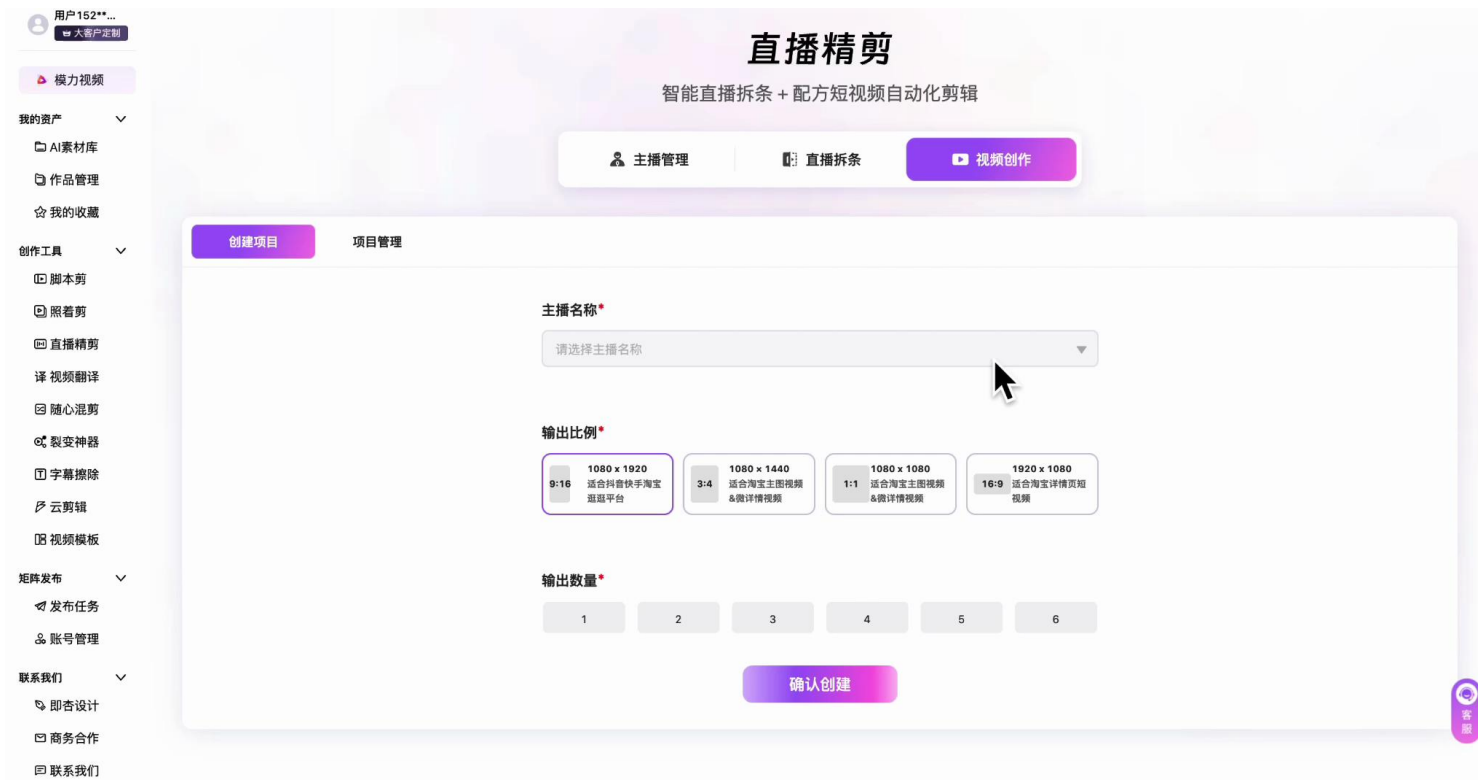 用户152**...
大客户定制
模力视频
我的资产
AI素材库
作品管理
我的收藏
创作工具
脚本剪
照着剪
直播精剪
译 视频翻译
随心混剪
裂变神器
字幕擦除
云剪辑
视频模板
矩阵发布
发布任务
账号管理
联系我们
即杏设计
商务合作
联系我们
直播精剪
智能直播拆条 + 配方短视频自动化剪辑
主播管理
直播拆条
视频创作
创建项目
项目管理
主播名称*
请选择主播名称
输出比例*
9:16
1080 x 1920
适合抖音快手淘宝
逛逛平台
3:4
1080 × 1440
适合淘宝主图视频
&微详情视频
1:1
1080 x 1080
适合淘宝主图视频
&微详情视频
16:9
1920 x 1080
适合淘宝详情页短
视频
输出数量*
1
2
3
4
5
6
确认创建
客
服